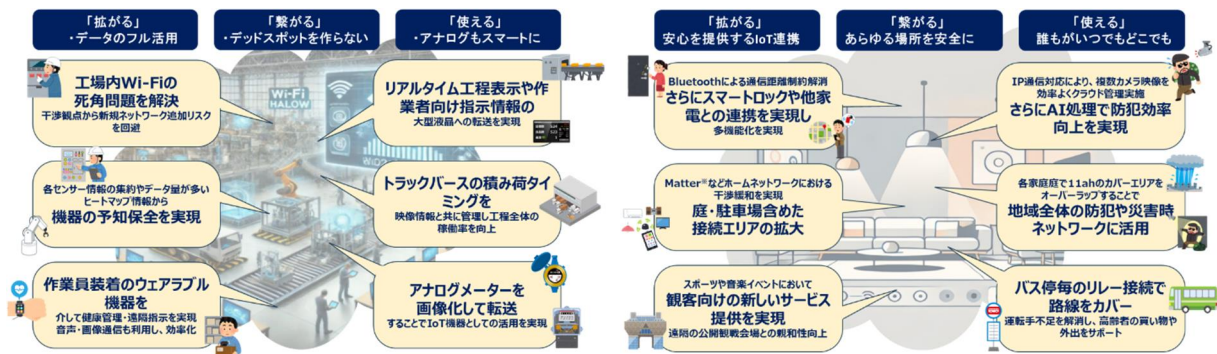 「拡がる」
・データのフル活用
「繋がる」
・デッドスポットを作らない
「使える」
・アナログもスマートに
工場内Wi-Fiの
死角問題を解決
干渉観点から新規ネットワーク追加リスク
を回避
Wi-Fi
HALOW
リアルタイム工程表示や作
業者向け指示情報の
大型液晶への転送を実現
各センサー情報の集約やデータ量が多い
ヒートマップ情報から
機器の予知保全を実現
トラックバースの積み荷タイ
ミングを
映像情報と共に管理し工程全体の
稼働率を向上
作業員装着のウェアラブル
機器を
介して健康管理・遠隔指示を実現
音声・画像通信も利用し、効率化
アナログメーターを
画像化して転送
することでIoT機器としての活用を実現
「拡がる」
安心を提供するIoT連携
「繋がる」
あらゆる場所を安全に
「使える」
誰もがいつでもどこでも
Bluetoothによる通信距離制約解消
さらにスマートロックや他家
電との連携を実現し
多機能化を実現
IP通信対応により、複数カメラ映像を
効率よくクラウド管理実施
さらにAI処理で防犯効率
向上を実現
Matter※などホームネットワークにおける
干渉緩和を実現
庭・駐車場含めた
接続エリアの拡大
各家庭庭で11ahのカバーエリアを
オーバーラップすることで
地域全体の防犯や災害時
ネットワークに活用
スポーツや音楽イベントにおいて
観客向けの新しいサービス
提供を実現
遠隔の公開観戦会場との親和性向上
バス停毎のリレー接続で
路線をカバー
運転手不足を解消し、高齢者の買い物や
外出をサポート